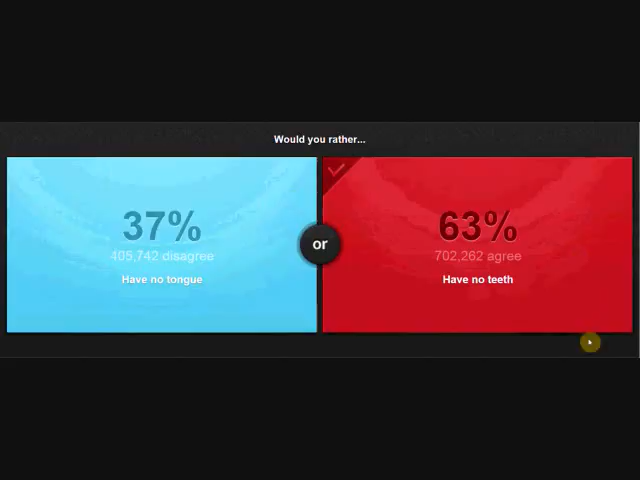 Would you rather...
37%
405,742 disagree
Have no tongue
or
63%
702,262 agree
Have no teeth